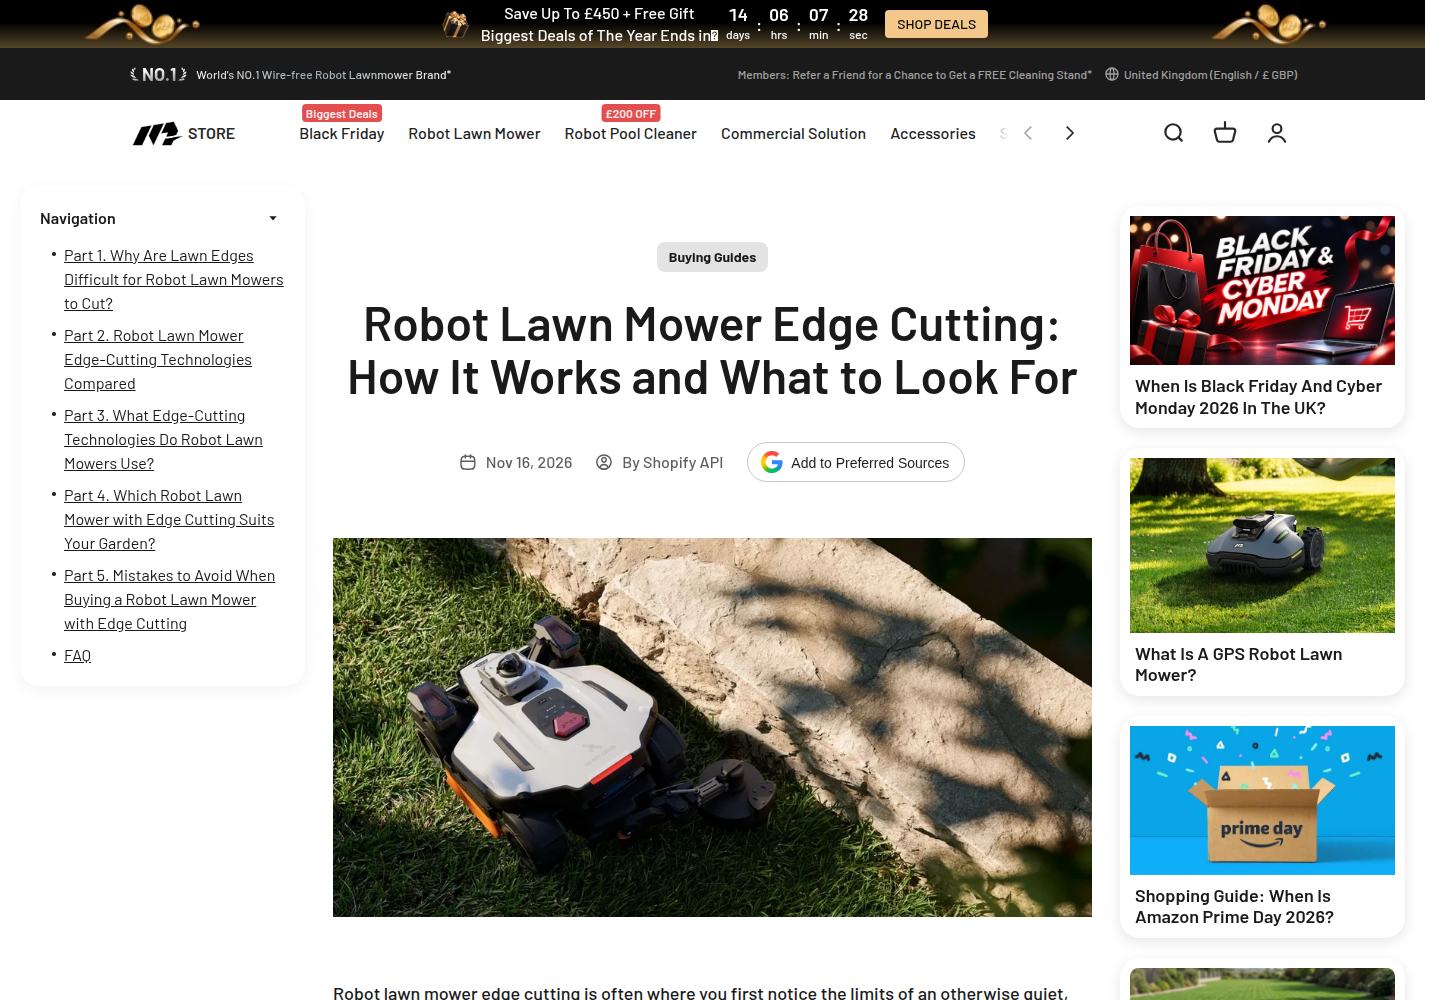 Save Up To £450 + Free Gift
Biggest Deals of The Year Ends in
14 : 06 : 07 : 28
days hrs min sec
SHOP DEALS
NO.1 World's NO.1 Wire-free Robot Lawnmower Brand*
Members: Refer a Friend for a Chance to Get a FREE Cleaning Stand*
United Kingdom (English / £ GBP)
STORE
Biggest Deals
Black Friday
Robot Lawn Mower
£200 OFF
Robot Pool Cleaner
Commercial Solution
Accessories
Navigation
• Part 1. Why Are Lawn Edges
Difficult for Robot Lawn Mowers
to Cut?
• Part 2. Robot Lawn Mower
Edge-Cutting Technologies
Compared
• Part 3. What Edge-Cutting
Technologies Do Robot Lawn
Mowers Use?
• Part 4. Which Robot Lawn
Mower with Edge Cutting Suits
Your Garden?
• Part 5. Mistakes to Avoid When
Buying a Robot Lawn Mower
with Edge Cutting
• FAQ
Buying Guides
Robot Lawn Mower Edge Cutting:
How It Works and What to Look For
Nov 16, 2026
By Shopify API
Add to Preferred Sources
Robot lawn mower edge cutting is often where you first notice the limits of an otherwise quiet,
BLACK
FRIDAY &
CYBER
MONDAY
When Is Black Friday And Cyber
Monday 2026 In The UK?
What Is A GPS Robot Lawn
Mower?
prime day
Shopping Guide: When Is
Amazon Prime Day 2026?